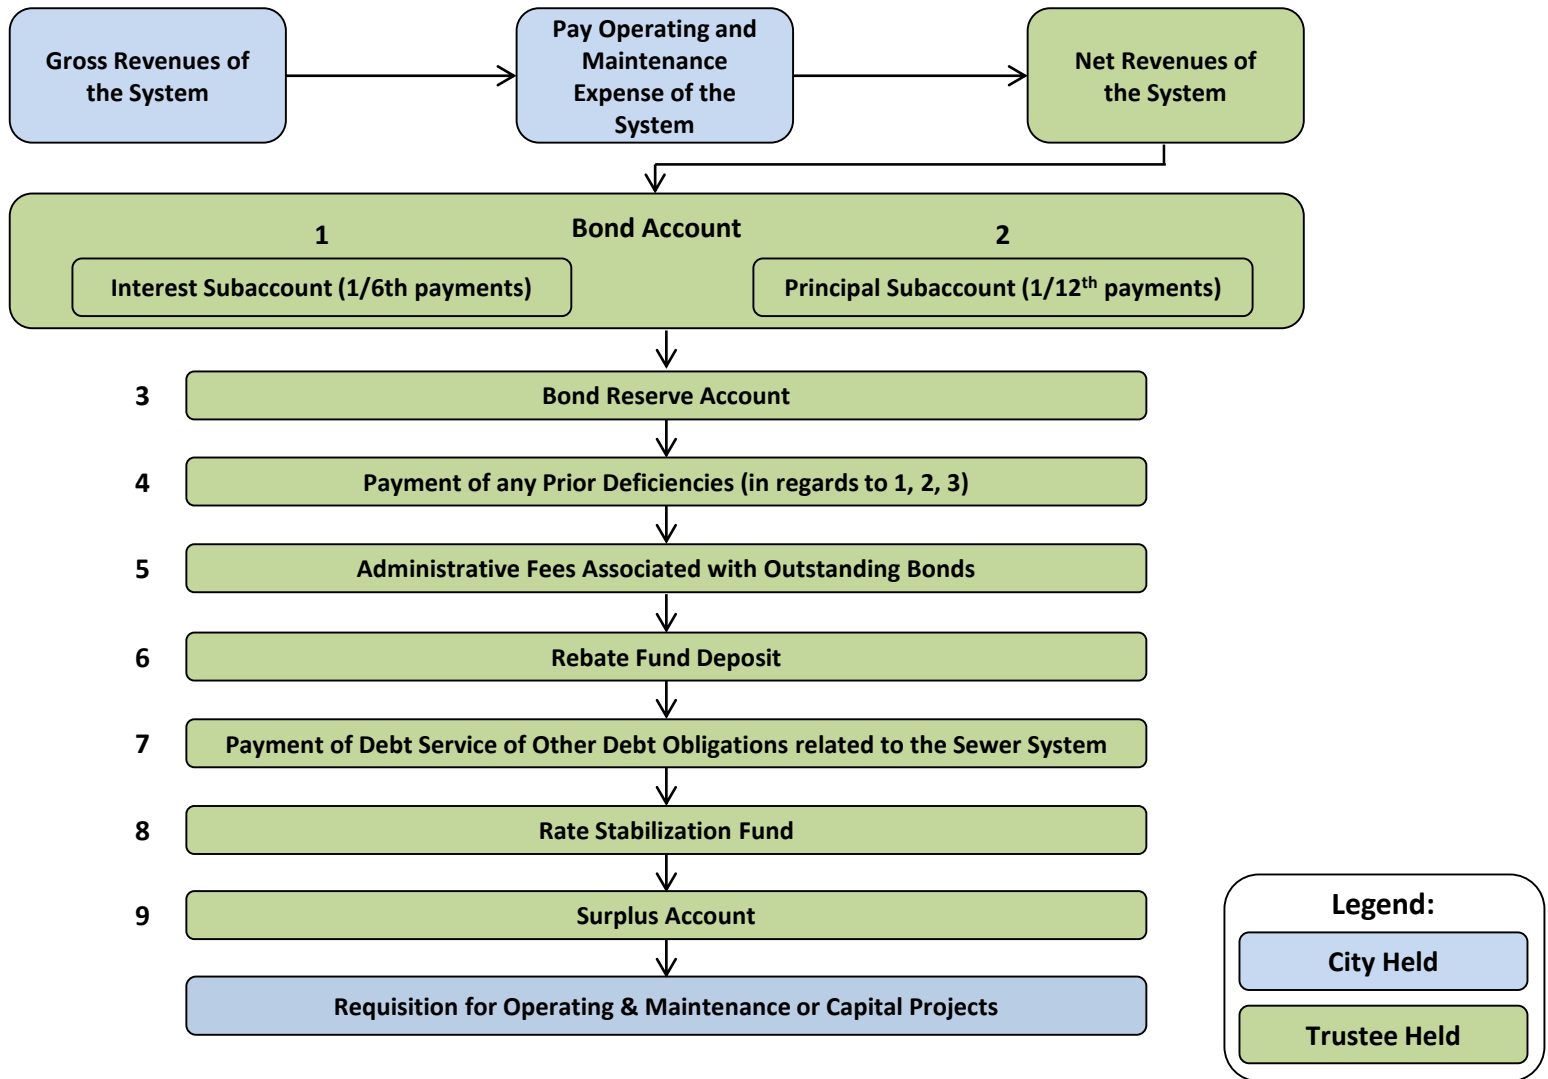 Gross Revenues of
the System
Pay Operating and
Maintenance
Expense of the
System
Net Revenues of
the System
Bond Account
1
2
Interest Subaccount (1/6th payments)
Principal Subaccount (1/12th payments)
3
Bond Reserve Account
4
Payment of any Prior Deficiencies (in regards to 1, 2, 3)
5
Administrative Fees Associated with Outstanding Bonds
6
Rebate Fund Deposit
7
Payment of Debt Service of Other Debt Obligations related to the Sewer System
8
Rate Stabilization Fund
9
Surplus Account
Requisition for Operating & Maintenance or Capital Projects
Legend:
City Held
Trustee Held